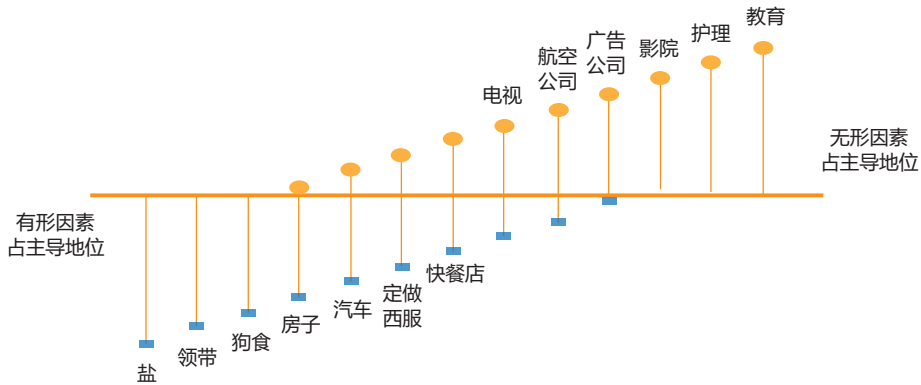 教育
护理
影院
广告
公司
航空
公司
电视
无形因素
占主导地位
有形因素
占主导地位
快餐店
定做
西服
汽车
房子
狗食
领带
盐